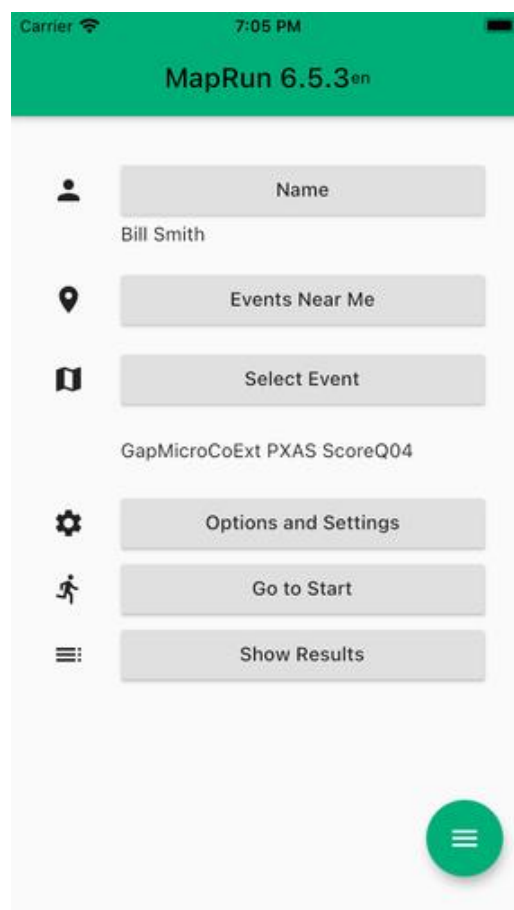 Carrier 7:05 PM
MapRun 6.5.3en
Name
Bill Smith
Events Near Me
Select Event
GapMicroCoExt PXAS ScoreQ04
Options and Settings
Go to Start
Show Results